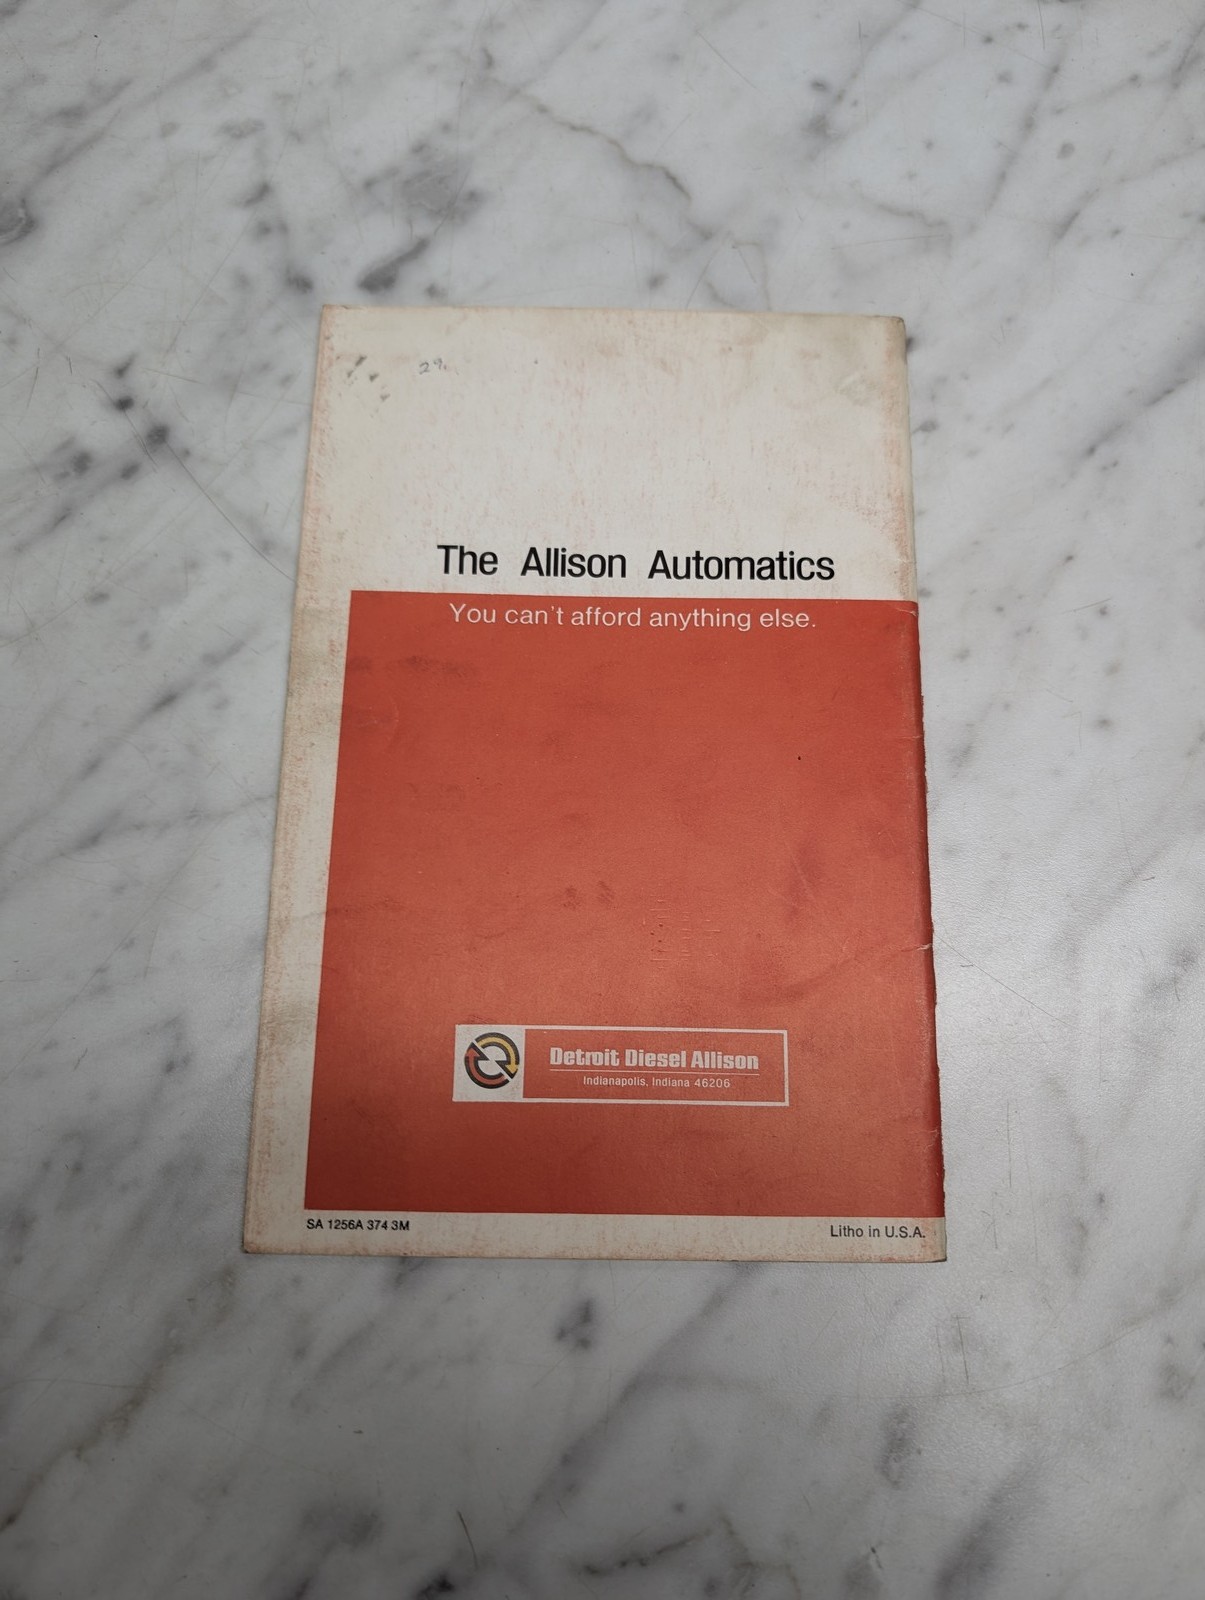 29.
The Allison Automatics
You can't afford anything else.
Detroit Diesel Allison
Indianapolis, Indiana 46206
SA 1256A 374 3M
Litho in U.S.A.